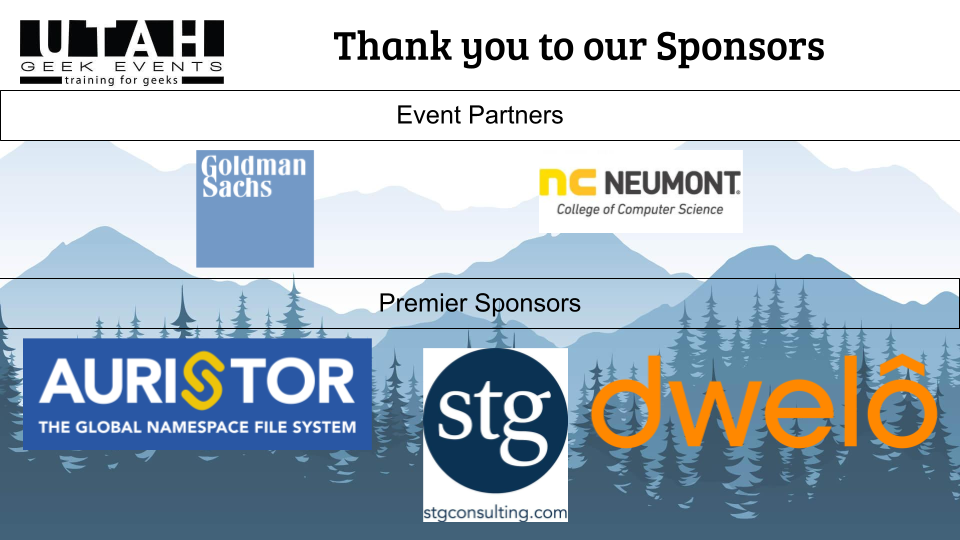 UTAH
GEEK EVENTS
training for geeks
Thank you to our Sponsors
Event Partners
Goldman
Sachs
nc NEUMONT®
College of Computer Science
Premier Sponsors
AURISTOR
THE GLOBAL NAMESPACE FILE SYSTEM
stg
stgconsulting.com
dwelô